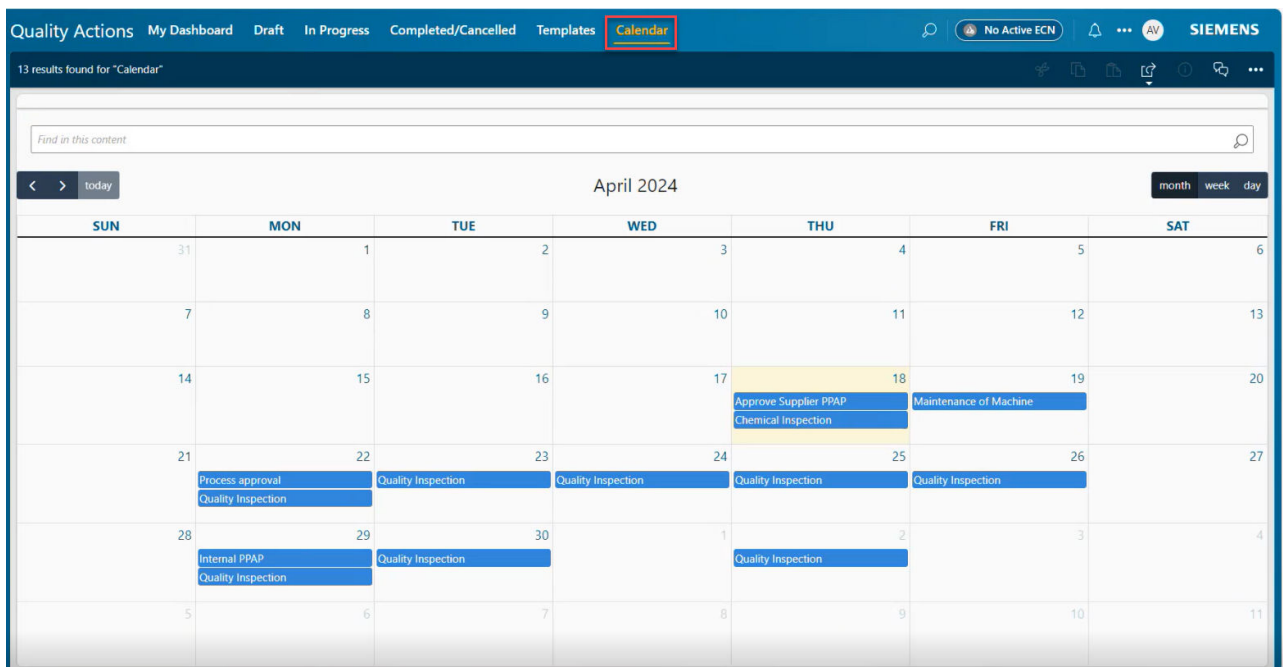 Quality Actions My Dashboard Draft In Progress Completed/Cancelled Templates Calendar No Active ECN AV SIEMENS
13 results found for "Calendar"
Find in this content
today April 2024 month week day
SUN MON TUE WED THU FRI SAT
31 1 2 3 4 5 6
7 8 9 10 11 12 13
14 15 16 17 18 19 20
Approve Supplier PPAP Maintenance of Machine
Chemical Inspection
21 22 23 24 25 26 27
Process approval Quality Inspection Quality Inspection Quality Inspection Quality Inspection
Quality Inspection
28 29 30 1 2 3 4
Internal PPAP Quality Inspection Quality Inspection
Quality Inspection
5 6 7 8 9 10 11